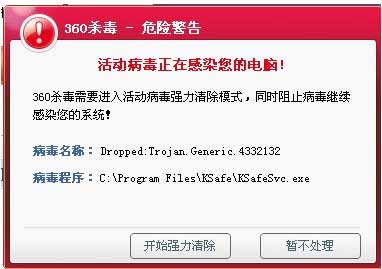 360杀毒 - 危险警告
活动病毒正在感染您的电脑!
360杀毒需要进入活动病毒强力清除模式，同时阻止病毒继续
感染您的系统!
病毒名称： Dropped:Trojan.Generic.4332132
病毒程序： C:\Program Files\KSafe\KSafeSvc.exe
开始强力清除
暂不处理